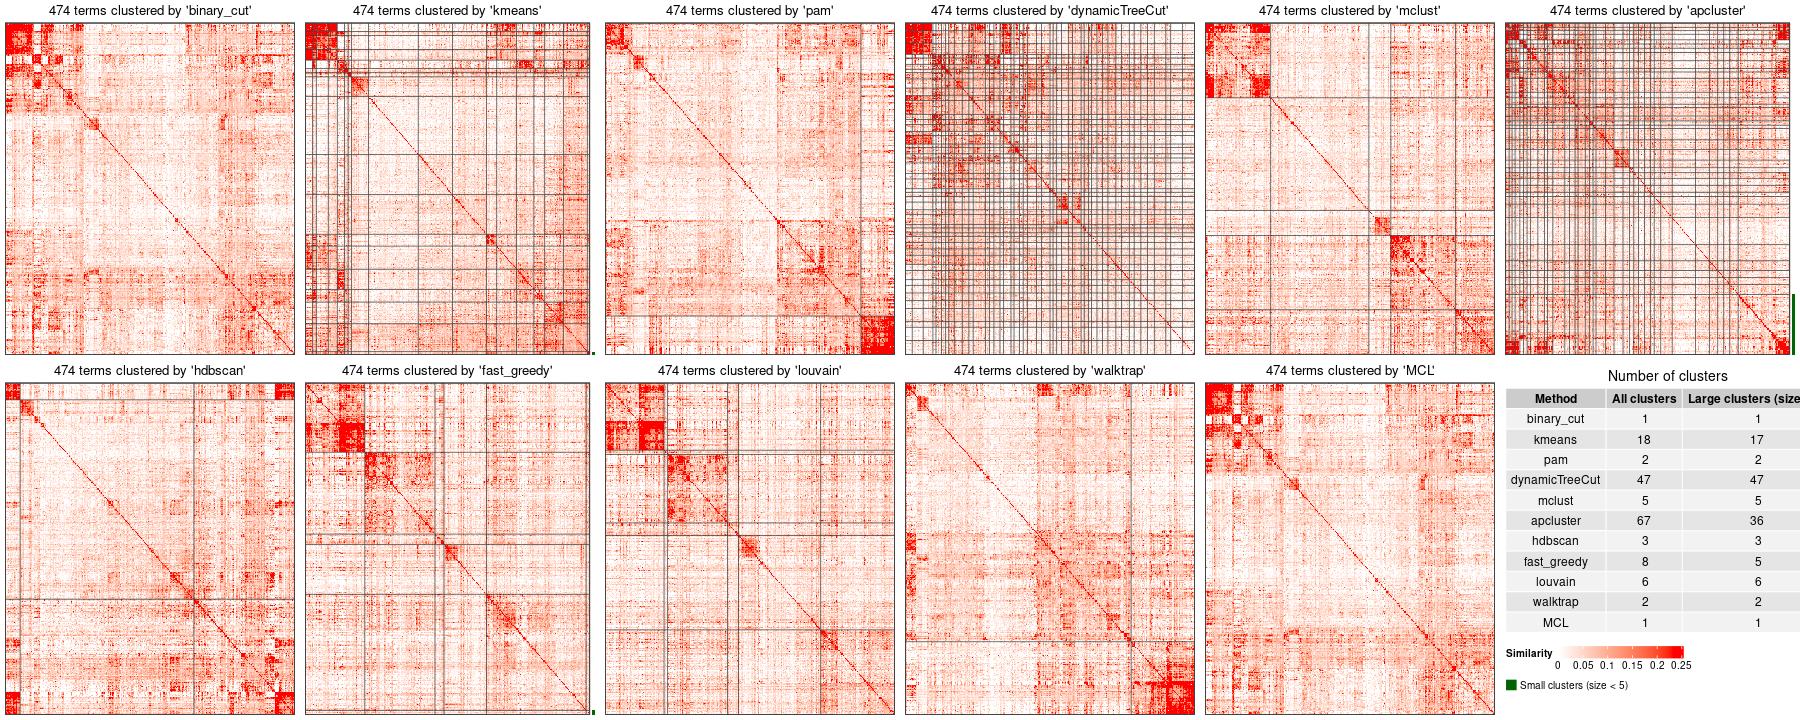 474 terms clustered by 'binary_cut'
474 terms clustered by 'kmeans'
474 terms clustered by 'pam'
474 terms clustered by 'dynamicTreeCut'
474 terms clustered by 'mclust'
474 terms clustered by 'apcluster'
474 terms clustered by 'hdbscan'
474 terms clustered by 'fast_greedy'
474 terms clustered by 'louvain'
474 terms clustered by 'walktrap'
474 terms clustered by 'MCL'
Number of clusters
Method All clusters Large clusters (size
binary_cut 1 1
kmeans 18 17
pam 2 2
dynamicTreeCut 47 47
mclust 5 5
apcluster 67 36
hdbscan 3 3
fast_greedy 8 5
louvain 6 6
walktrap 2 2
MCL 1 1
Similarity
0 0.05 0.1 0.15 0.2 0.25
Small clusters (size < 5)